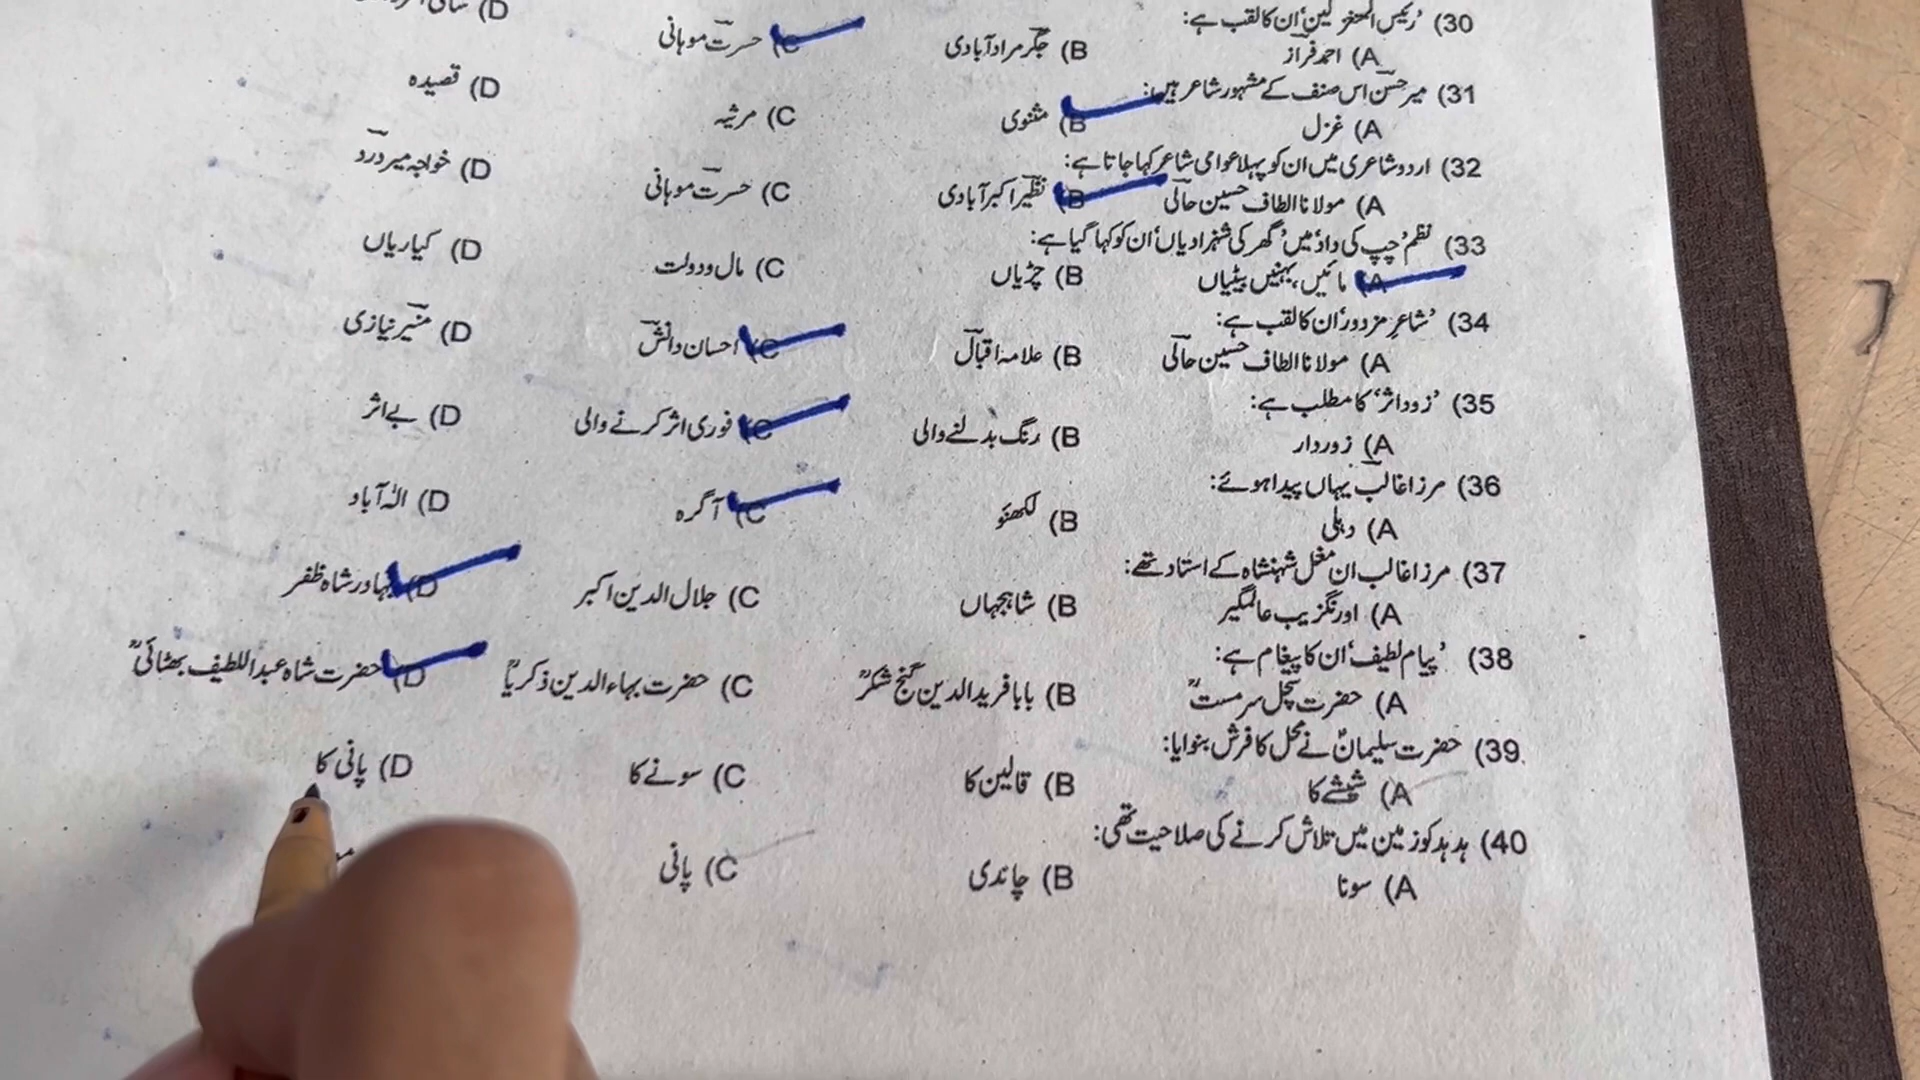 30) ’رئیس المتغزلین‘ ان کا لقب ہے:
A) احمد فراز B) جگر مراد آبادی C) حسرت موہانی D)
31) میر حسن اس صنف کے مشہور شاعر ہیں:
A) غزل B) مثنوی C) مرثیہ D) قصیدہ
32) اردو شاعری میں ان کو پہلا عوامی شاعر کہا جاتا ہے:
A) مولانا الطاف حسین حالی B) نظیر اکبر آبادی C) حسرت موہانی D) خواجہ میر درد
33) نظم ’چپ کی داد‘ میں ’گھر کی شہزادیاں‘ ان کو کہا گیا ہے:
A) مائیں، بہنیں، بیٹیاں B) چڑیاں C) مال و دولت D) کیاریاں
34) ’شاعرِ مزدور‘ ان کا لقب ہے:
A) مولانا الطاف حسین حالی B) علامہ اقبال C) احسان دانش D) منیر نیازی
35) ’زود اثر‘ کا مطلب ہے:
A) زور دار B) رنگ بدلنے والی C) فوری اثر کرنے والی D) بے اثر
36) مرزا غالب یہاں پیدا ہوئے:
A) دہلی B) لکھنؤ C) آگرہ D) الہٰ آباد
37) مرزا غالب ان مغل شہنشاہ کے استاد تھے:
A) اورنگزیب عالمگیر B) شاہجہاں C) جلال الدین اکبر D) بہادر شاہ ظفر
38) ’پیام لطیف‘ ان کا پیغام ہے:
A) حضرت سچل سرمستؒ B) بابا فرید الدین گنج شکرؒ C) حضرت بہاء الدین ذکریاؒ D) حضرت شاہ عبداللطیف بھٹائیؒ
39) حضرت سلیمانؑ نے محل کا فرش بنوایا:
A) شیشے کا B) قالین کا C) سونے کا D) پانی کا
40) ہدہد کو زمین میں تلاش کرنے کی صلاحیت تھی:
A) سونا B) چاندی C) پانی